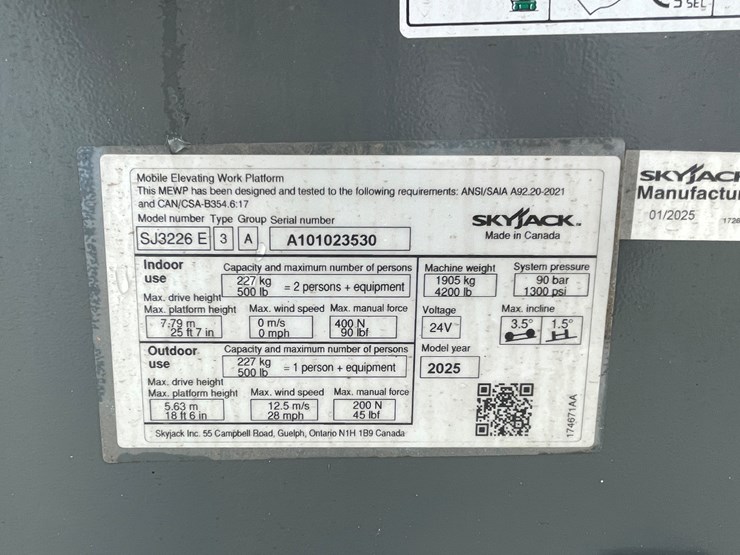 5 SEC
Mobile Elevating Work Platform
This MEWP has been designed and tested to the following requirements: ANSI/SAIA A92.20-2021
and CAN/CSA-B354.6:17
Model number Type Group Serial number
SJ3226 E 3 A A101023530
SKYJACK™
Made in Canada
Indoor use
Capacity and maximum number of persons
227 kg
500 lb = 2 persons + equipment
Max. drive height
Max. platform height Max. wind speed Max. manual force
7.79 m 0 m/s 400 N
25 ft 7 in 0 mph 90 lbf
Outdoor use
Capacity and maximum number of persons
227 kg
500 lb = 1 person + equipment
Max. drive height
Max. platform height Max. wind speed Max. manual force
5.63 m 12.5 m/s 200 N
18 ft 6 in 28 mph 45 lbf
Machine weight System pressure
1905 kg 90 bar
4200 lb 1300 psi
Voltage Max. incline
24V 3.5° 1.5°
Model year
2025
174671AA
Skyjack Inc. 55 Campbell Road, Guelph, Ontario N1H 1B9 Canada
SKYJACK
Manufactu
01/2025